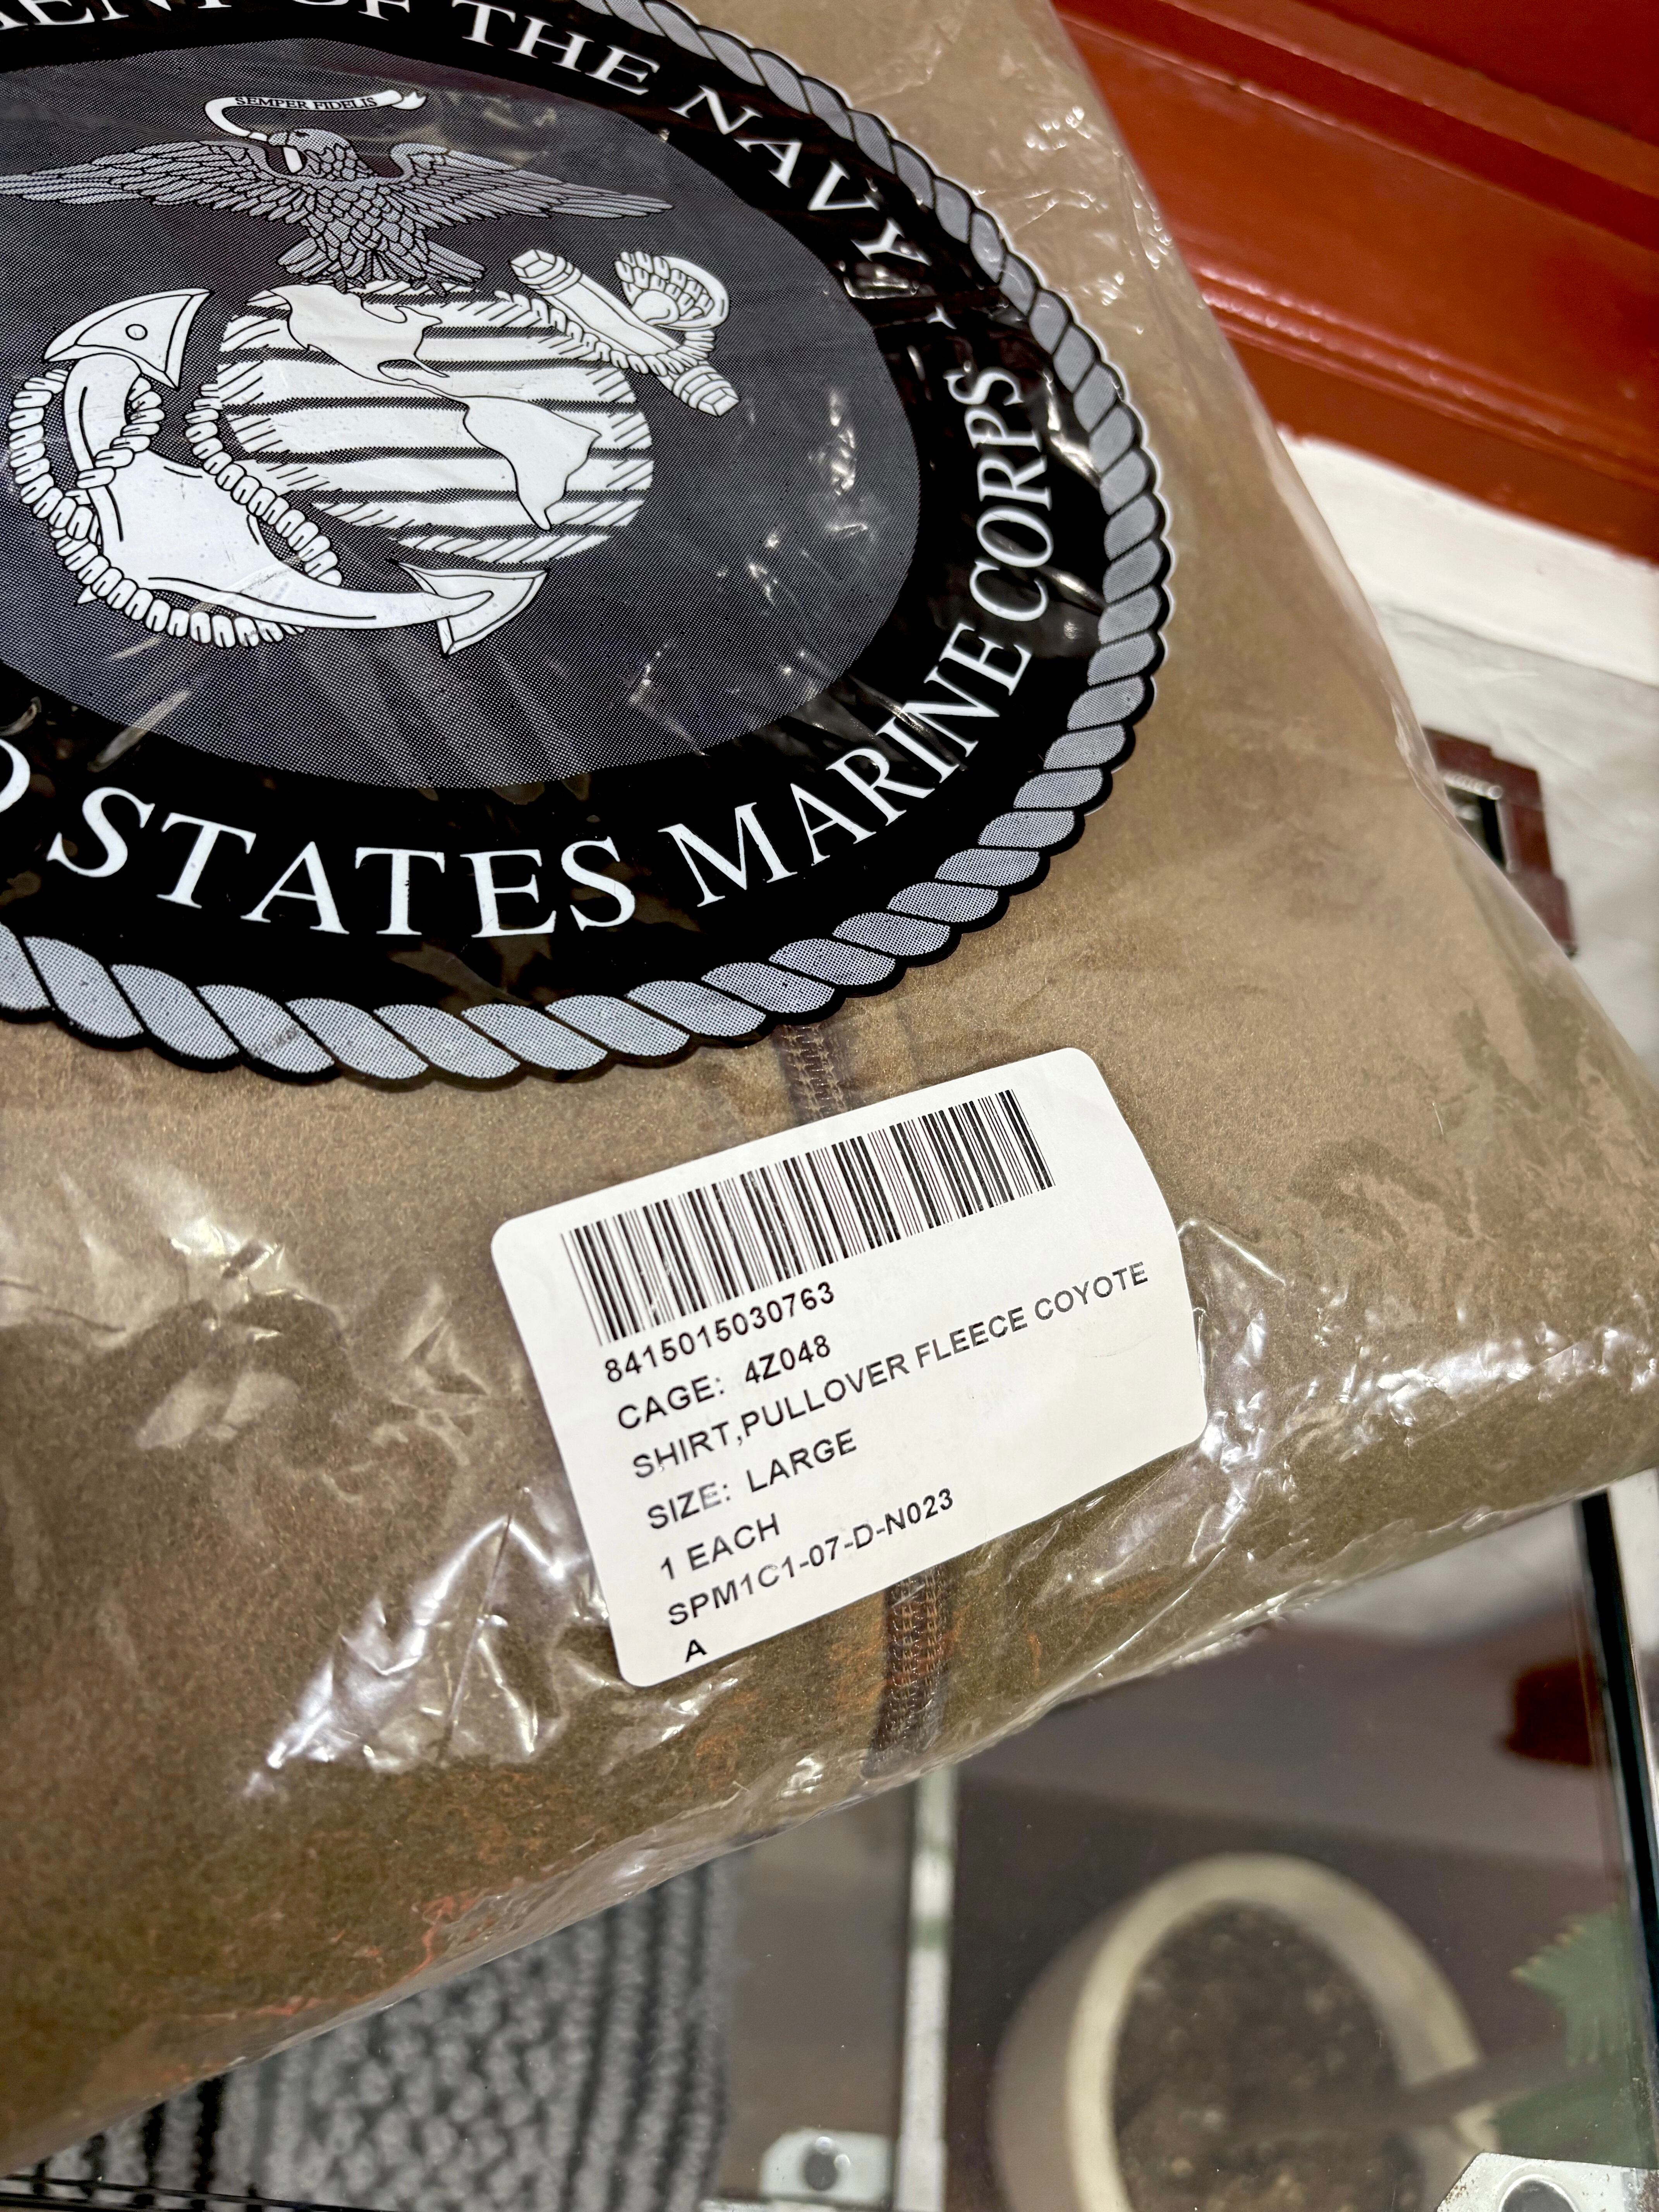 SEMPER FIDELIS
OF THE NAVY
STATES MARINE CORPS
8415015030763
CAGE: 4Z048
SHIRT,PULLOVER FLEECE COYOTE
SIZE: LARGE
1 EACH
SPM1C1-07-D-N023
A